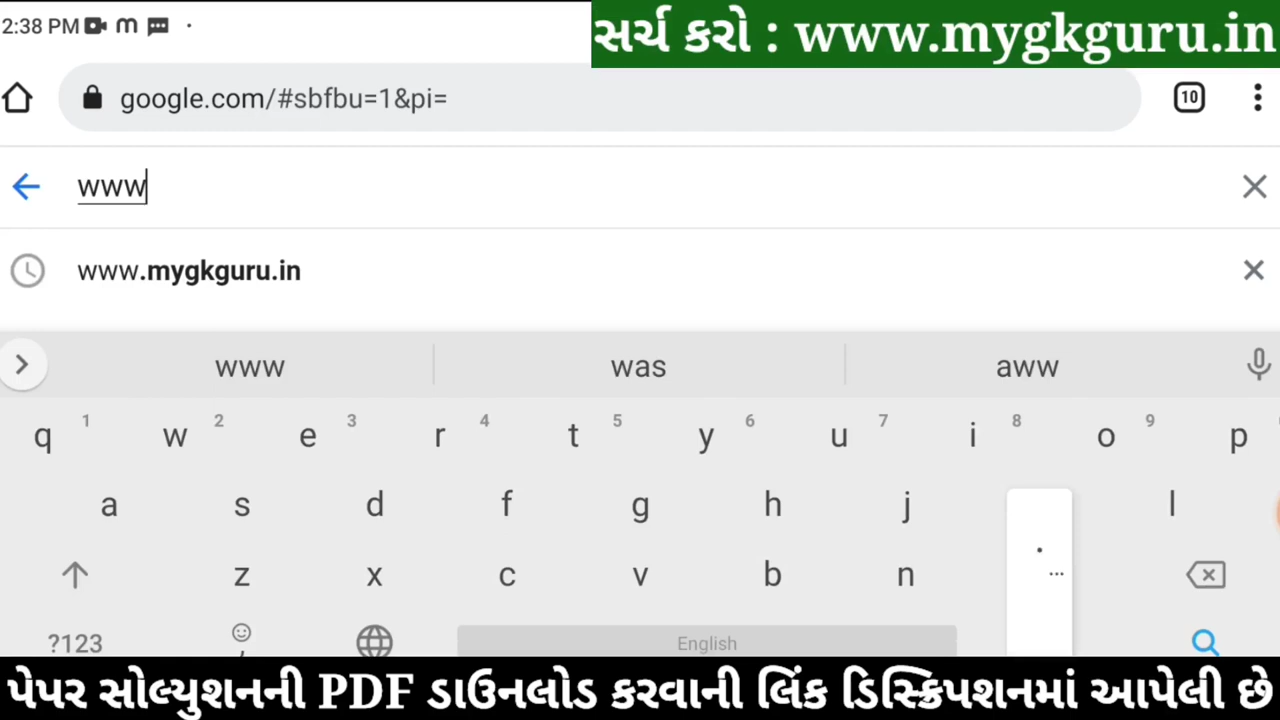 2:38 PM
સર્ચ કરો : www.mygkguru.in
google.com/#sbfbu=1&pi=
10
www
www.mygkguru.in
www was aww
q 1 w 2 e 3 r 4 t 5 y 6 u 7 i 8 o 9 p
a s d f g h j l
z x c v b n . ...
?123 , English
પેપર સોલ્યુશનની PDF ડાઉનલોડ કરવાની લિંક ડિસ્ક્રિપશનમાં આપેલી છે